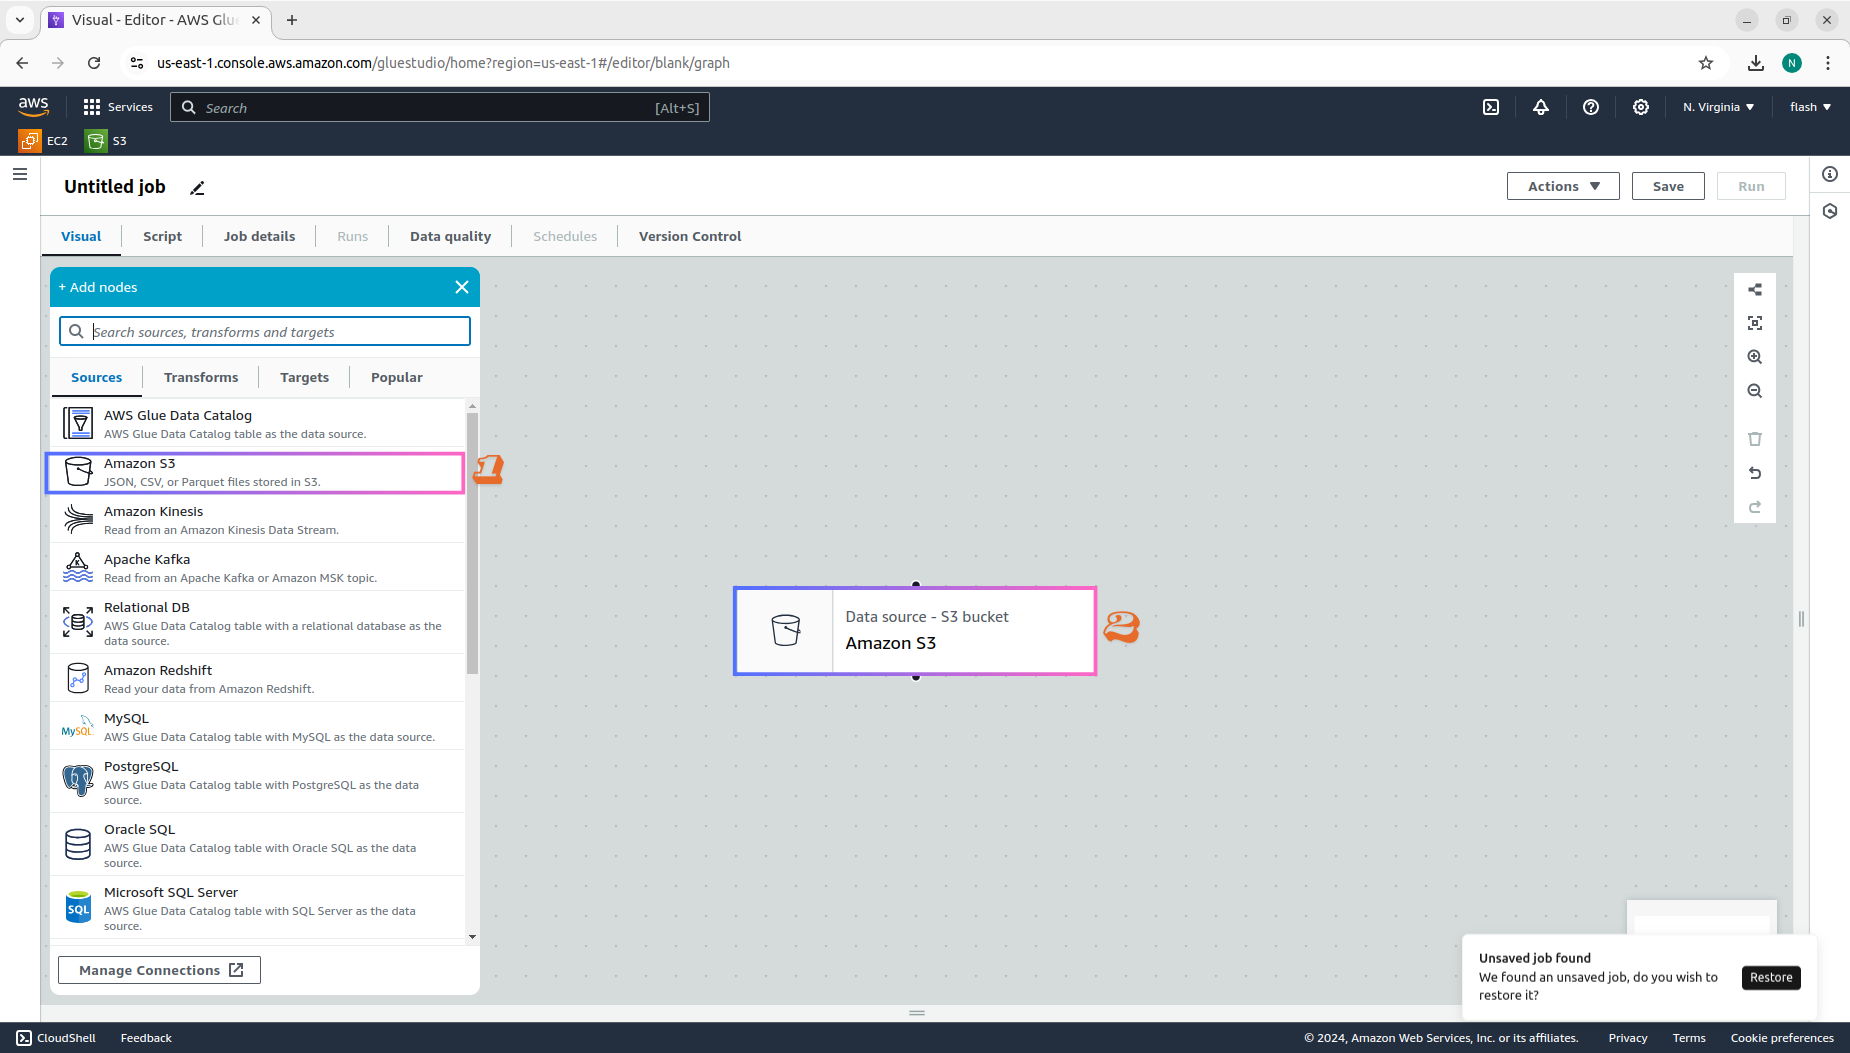 Visual - Editor - AWS Glue
us-east-1.console.aws.amazon.com/gluestudio/home?region=us-east-1#/editor/blank/graph
N
aws
Services
Search
[Alt+S]
N. Virginia
flash
EC2
S3
Untitled job
Actions
Save
Run
Visual
Script
Job details
Runs
Data quality
Schedules
Version Control
+ Add nodes
Search sources, transforms and targets
Sources
Transforms
Targets
Popular
AWS Glue Data Catalog
AWS Glue Data Catalog table as the data source.
Amazon S3
JSON, CSV, or Parquet files stored in S3.
1
Amazon Kinesis
Read from an Amazon Kinesis Data Stream.
Apache Kafka
Read from an Apache Kafka or Amazon MSK topic.
Relational DB
AWS Glue Data Catalog table with a relational database as the
data source.
Amazon Redshift
Read your data from Amazon Redshift.
MySQL
MySQL
AWS Glue Data Catalog table with MySQL as the data source.
PostgreSQL
AWS Glue Data Catalog table with PostgreSQL as the data
source.
Oracle SQL
AWS Glue Data Catalog table with Oracle SQL as the data
source.
SQL
Microsoft SQL Server
AWS Glue Data Catalog table with SQL Server as the data
source.
Manage Connections
Data source - S3 bucket
Amazon S3
2
Unsaved job found
We found an unsaved job, do you wish to
restore it?
Restore
CloudShell
Feedback
© 2024, Amazon Web Services, Inc. or its affiliates.
Privacy
Terms
Cookie preferences